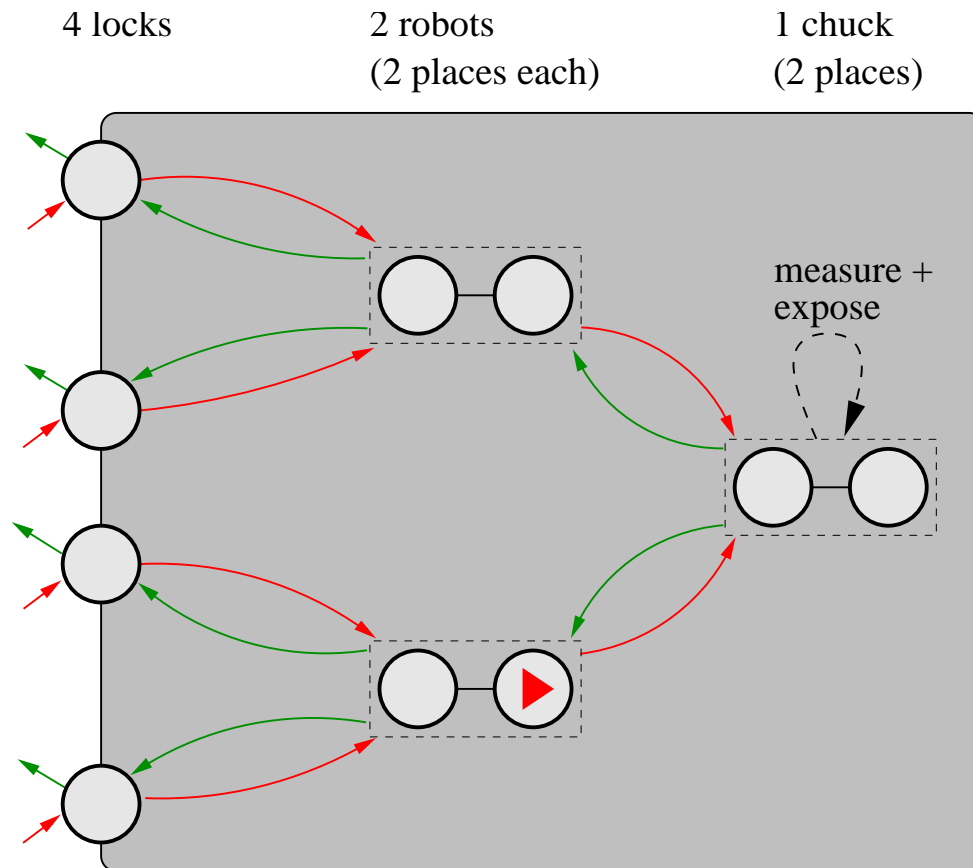 4 locks
2 robots
(2 places each)
1 chuck
(2 places)
measure +
expose